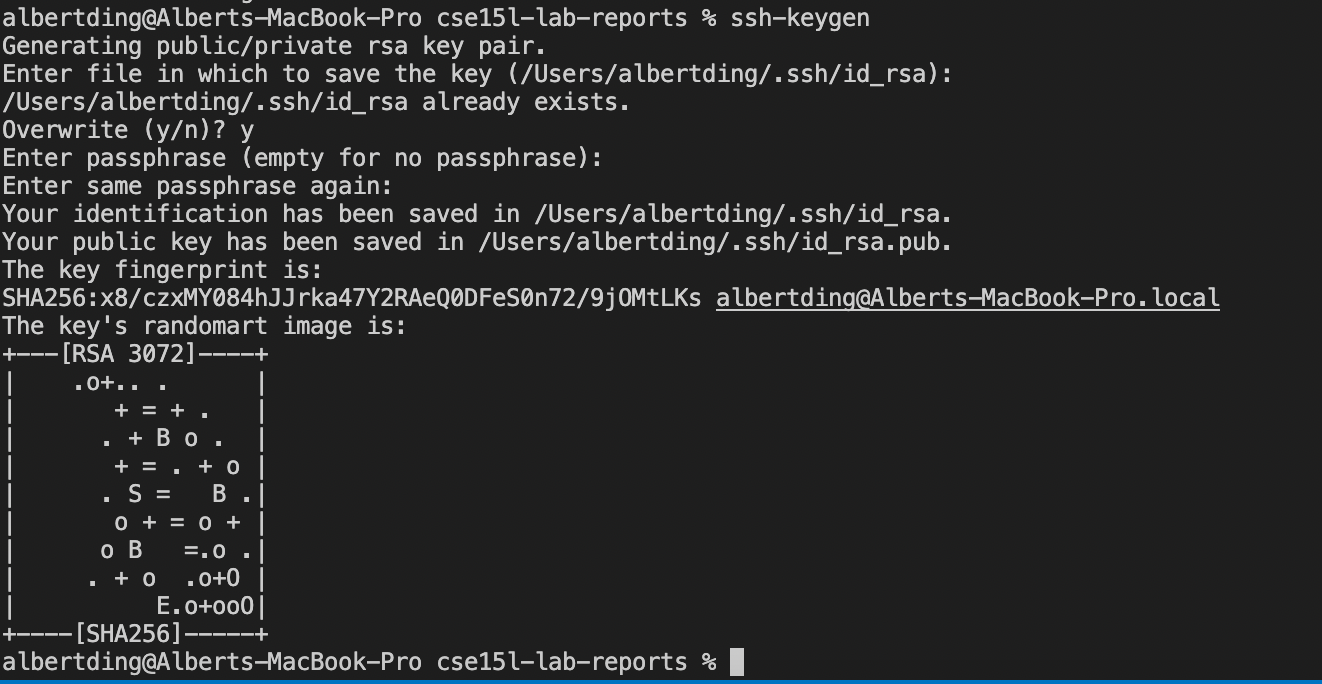 albertding@Alberts-MacBook-Pro cse15l-lab-reports % ssh-keygen
Generating public/private rsa key pair.
Enter file in which to save the key (/Users/albertding/.ssh/id_rsa):
/Users/albertding/.ssh/id_rsa already exists.
Overwrite (y/n)? y
Enter passphrase (empty for no passphrase):
Enter same passphrase again:
Your identification has been saved in /Users/albertding/.ssh/id_rsa.
Your public key has been saved in /Users/albertding/.ssh/id_rsa.pub.
The key fingerprint is:
SHA256:x8/czxMY084hJJrka47Y2RAeQ0DFeS0n72/9jOMtLKs albertding@Alberts-MacBook-Pro.local
The key's randomart image is:
+---[RSA 3072]----+
|    .o+.. .      |
|       + = + .   |
|      . + B o .  |
|       + = . + o |
|      . S =   B .|
|       o + = o + |
|      o B   =.o .|
|     . + o  .o+O |
|          E.o+ooO|
+----[SHA256]-----+
albertding@Alberts-MacBook-Pro cse15l-lab-reports %